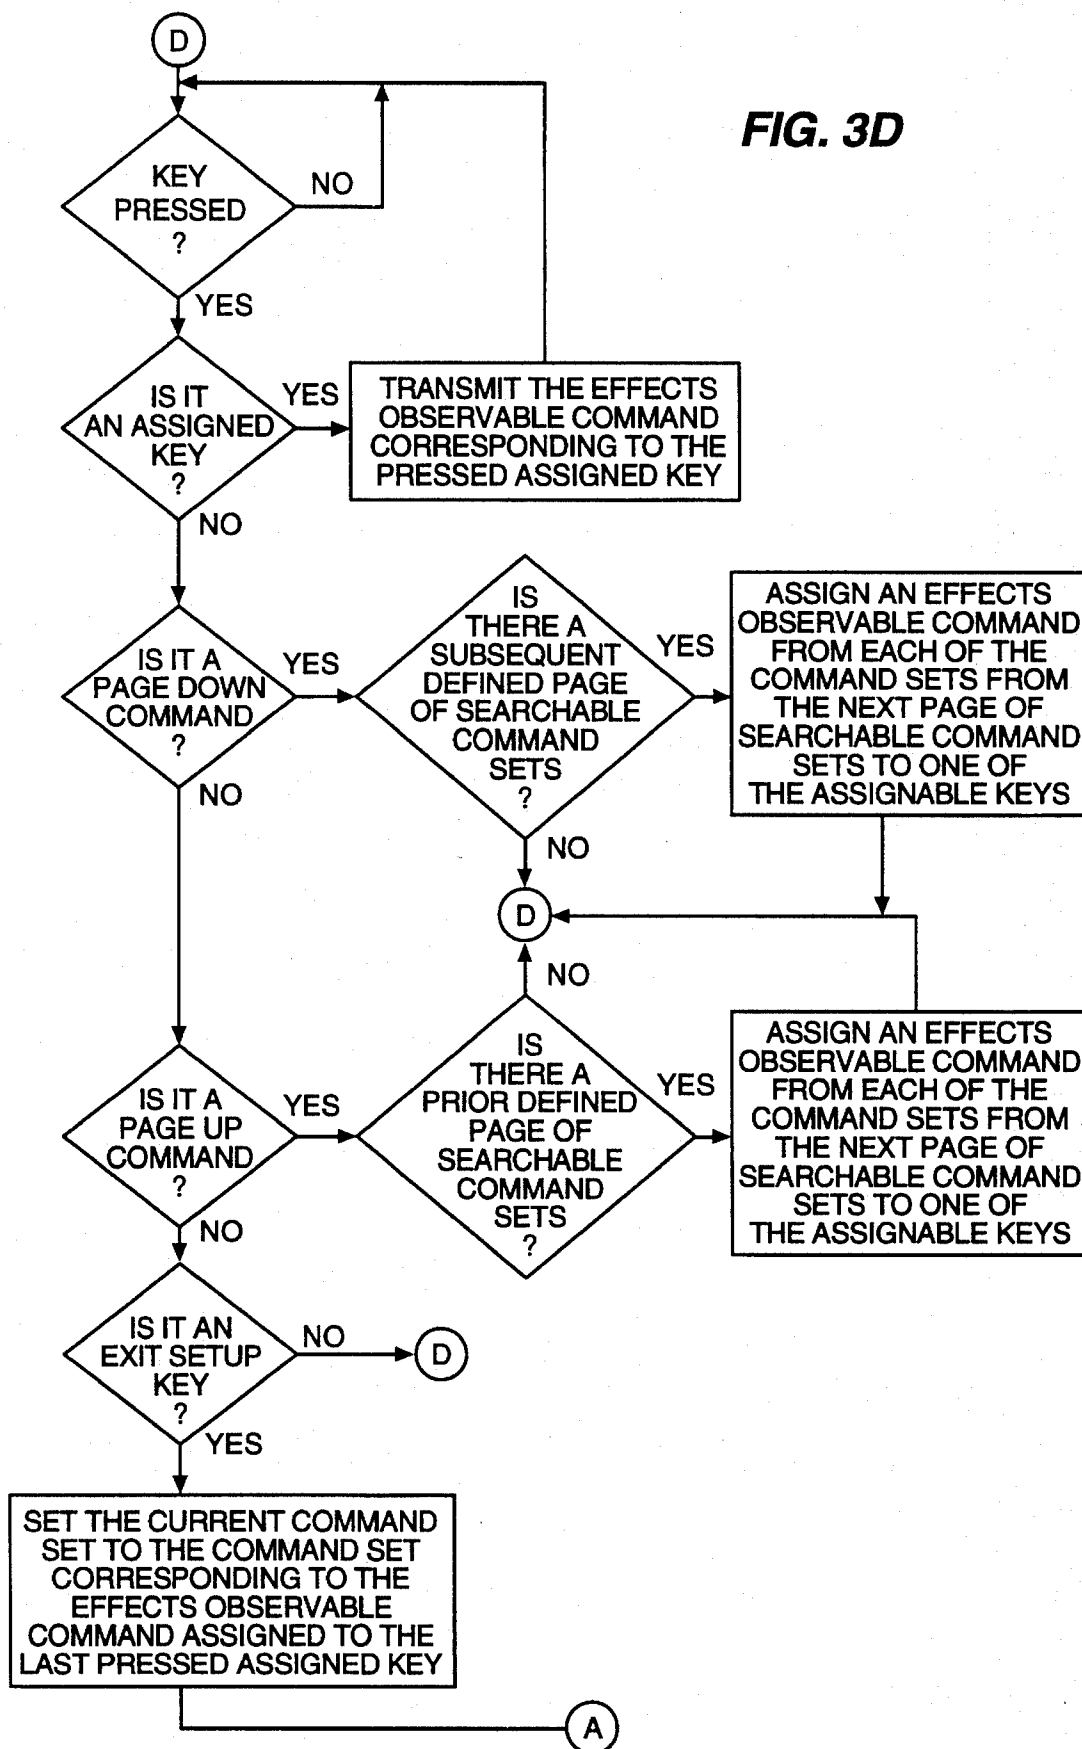 D
FIG. 3D
KEY
PRESSED
?
NO
YES
IS IT
AN ASSIGNED
KEY
?
YES
TRANSMIT THE EFFECTS
OBSERVABLE COMMAND
CORRESPONDING TO THE
PRESSED ASSIGNED KEY
NO
IS IT A
PAGE DOWN
COMMAND
?
YES
IS
THERE A
SUBSEQUENT
DEFINED PAGE
OF SEARCHABLE
COMMAND
SETS
?
YES
ASSIGN AN EFFECTS
OBSERVABLE COMMAND
FROM EACH OF THE
COMMAND SETS FROM
THE NEXT PAGE OF
SEARCHABLE COMMAND
SETS TO ONE OF
THE ASSIGNABLE KEYS
NO
NO
D
NO
IS IT A
PAGE UP
COMMAND
?
YES
IS
THERE A
PRIOR DEFINED
PAGE OF
SEARCHABLE
COMMAND
SETS
?
YES
ASSIGN AN EFFECTS
OBSERVABLE COMMAND
FROM EACH OF THE
COMMAND SETS FROM
THE NEXT PAGE OF
SEARCHABLE COMMAND
SETS TO ONE OF
THE ASSIGNABLE KEYS
NO
IS IT AN
EXIT SETUP
KEY
?
NO
D
YES
SET THE CURRENT COMMAND
SET TO THE COMMAND SET
CORRESPONDING TO THE
EFFECTS OBSERVABLE
COMMAND ASSIGNED TO THE
LAST PRESSED ASSIGNED KEY
A